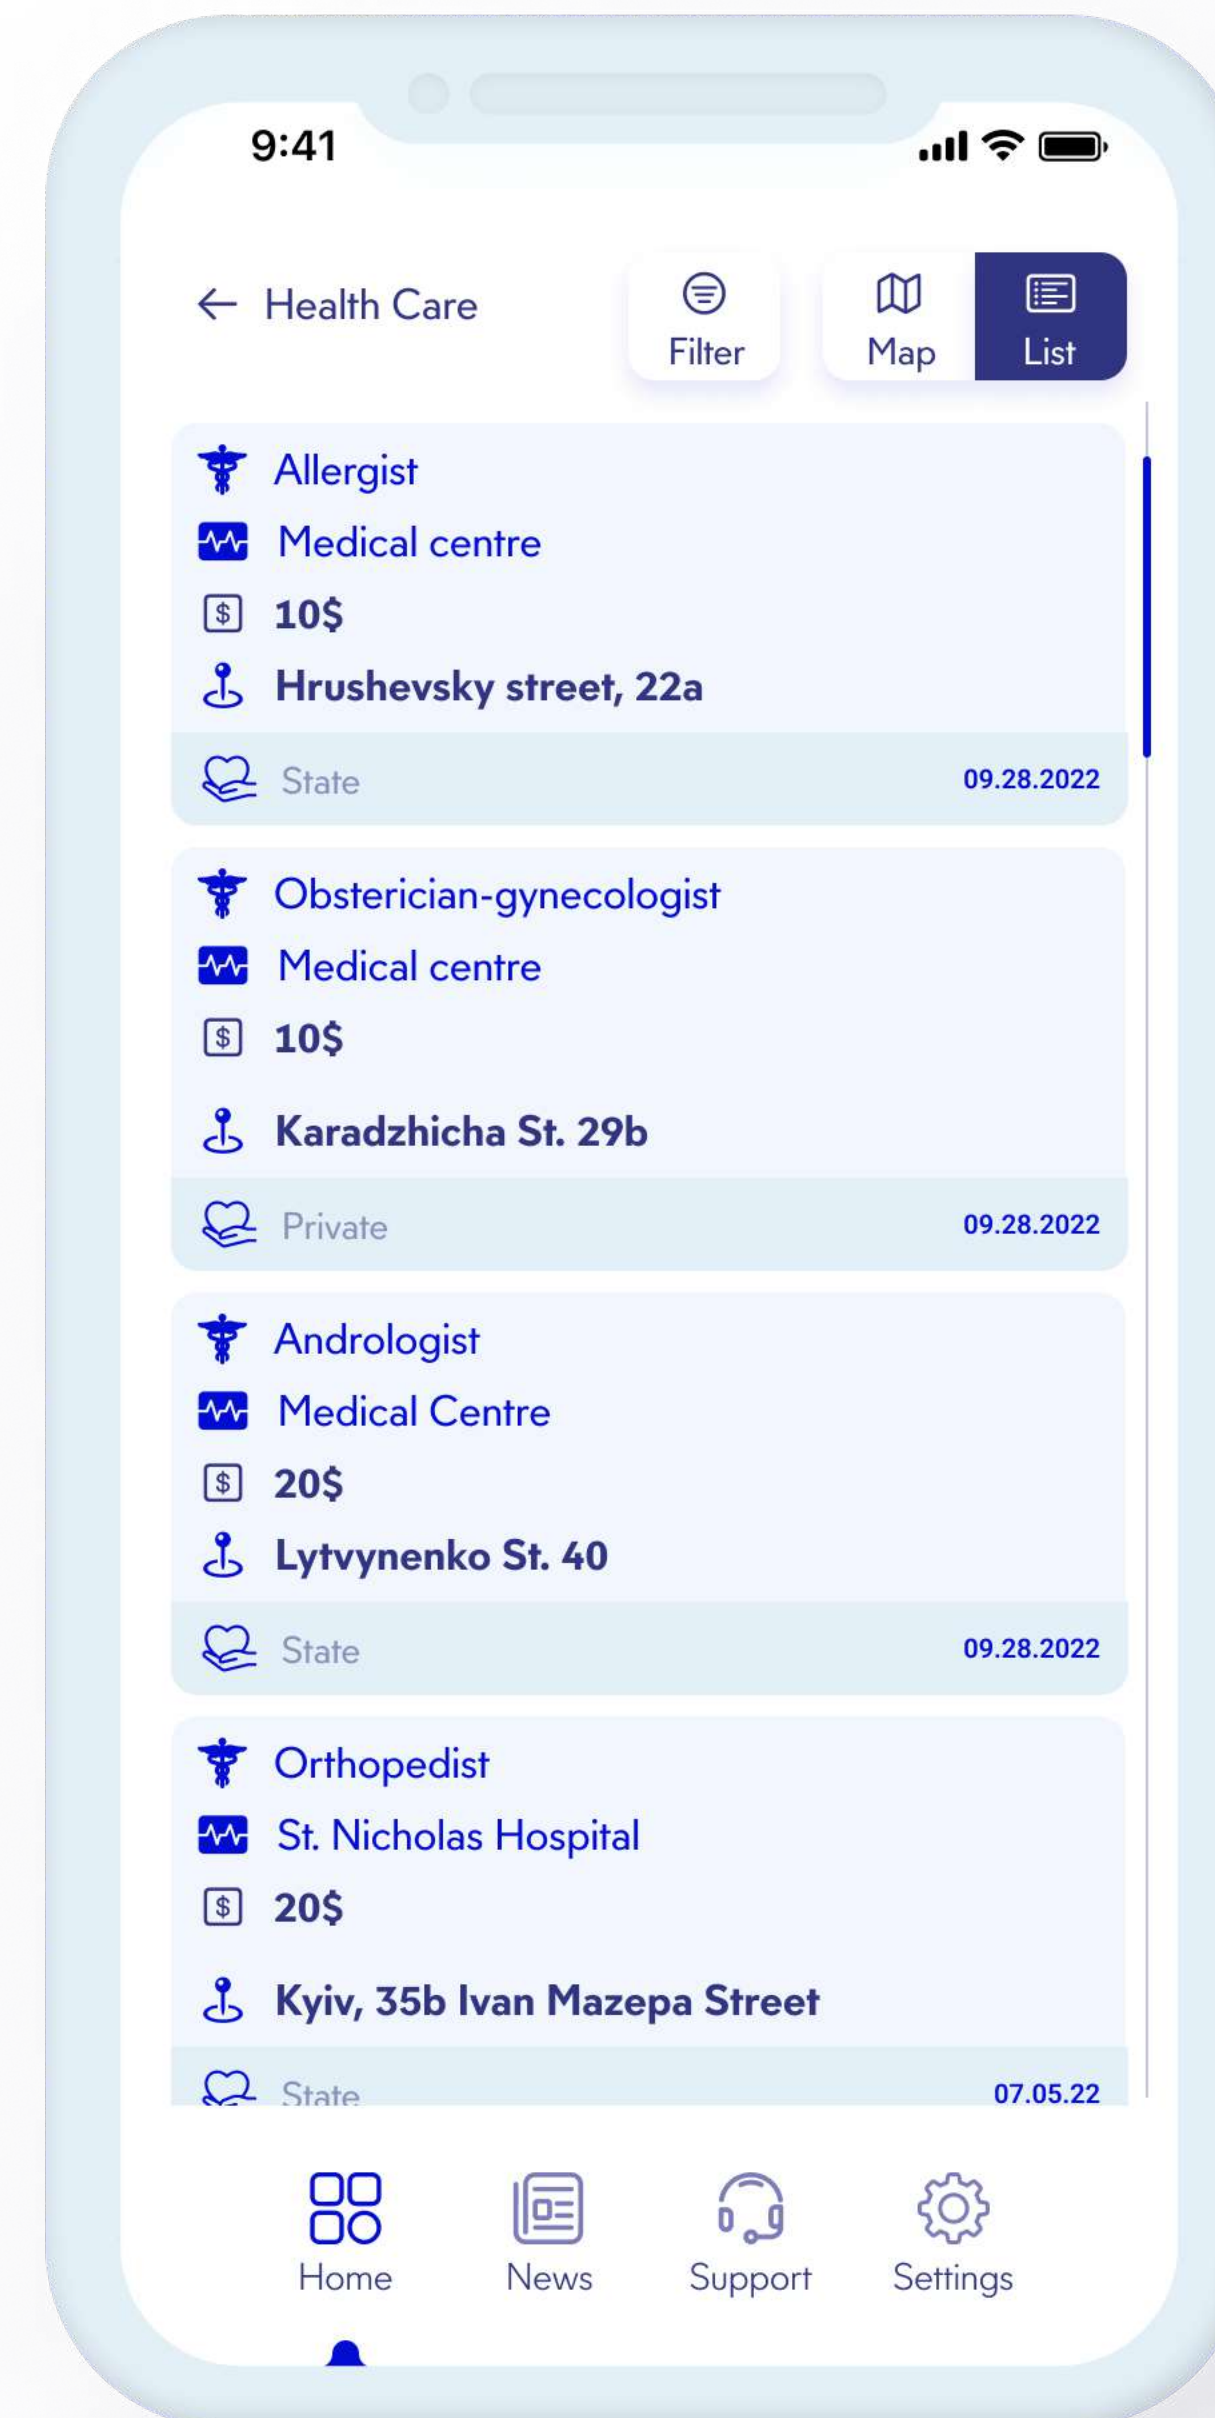 9:41
Health Care
Filter
Map
List
Allergist
Medical centre
10$
Hrushevsky street, 22a
State
09.28.2022
Obsterician-gynecologist
Medical centre
10$
Karadzhicha St. 29b
Private
09.28.2022
Andrologist
Medical Centre
20$
Lytvynenko St. 40
State
09.28.2022
Orthopedist
St. Nicholas Hospital
20$
Kyiv, 35b Ivan Mazepa Street
State
07.05.22
Home
News
Support
Settings